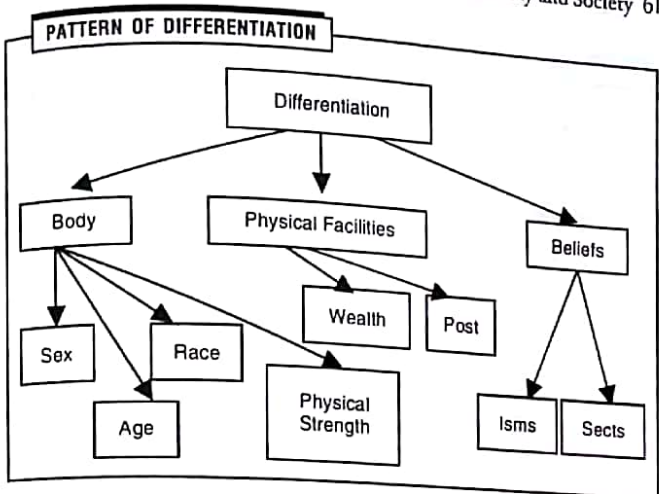 and Society 61
PATTERN OF DIFFERENTIATION
Differentiation
Body
Physical Facilities
Beliefs
Wealth
Post
Sex
Race
Age
Physical
Strength
Isms
Sects